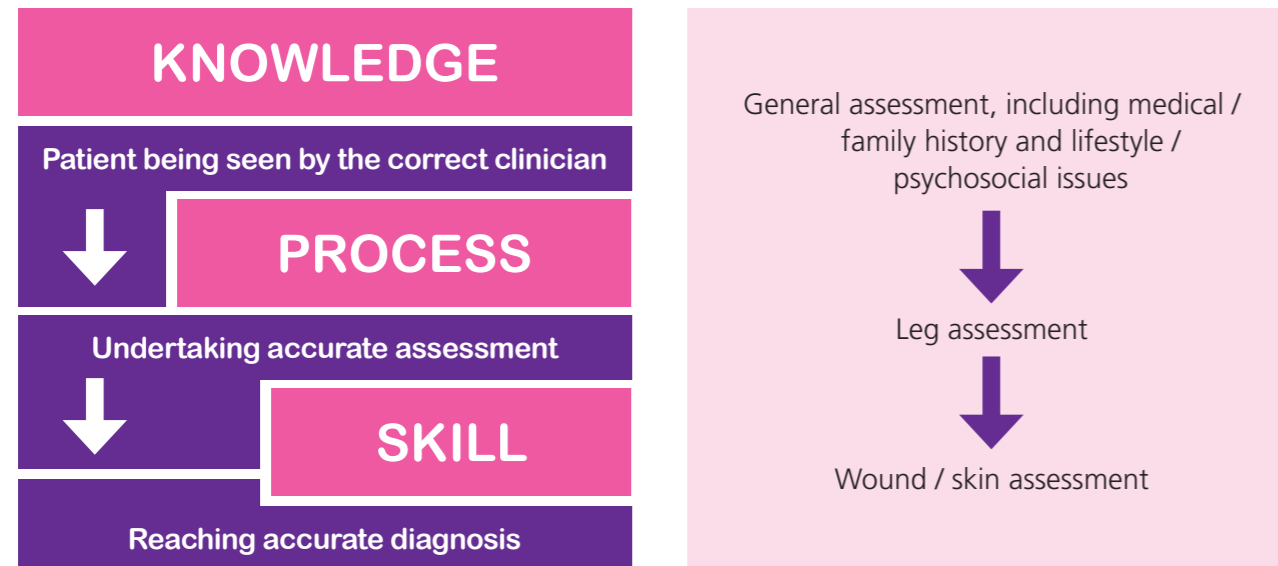 KNOWLEDGE
Patient being seen by the correct clinician
PROCESS
Undertaking accurate assessment
SKILL
Reaching accurate diagnosis
General assessment, including medical /
family history and lifestyle /
psychosocial issues
Leg assessment
Wound / skin assessment